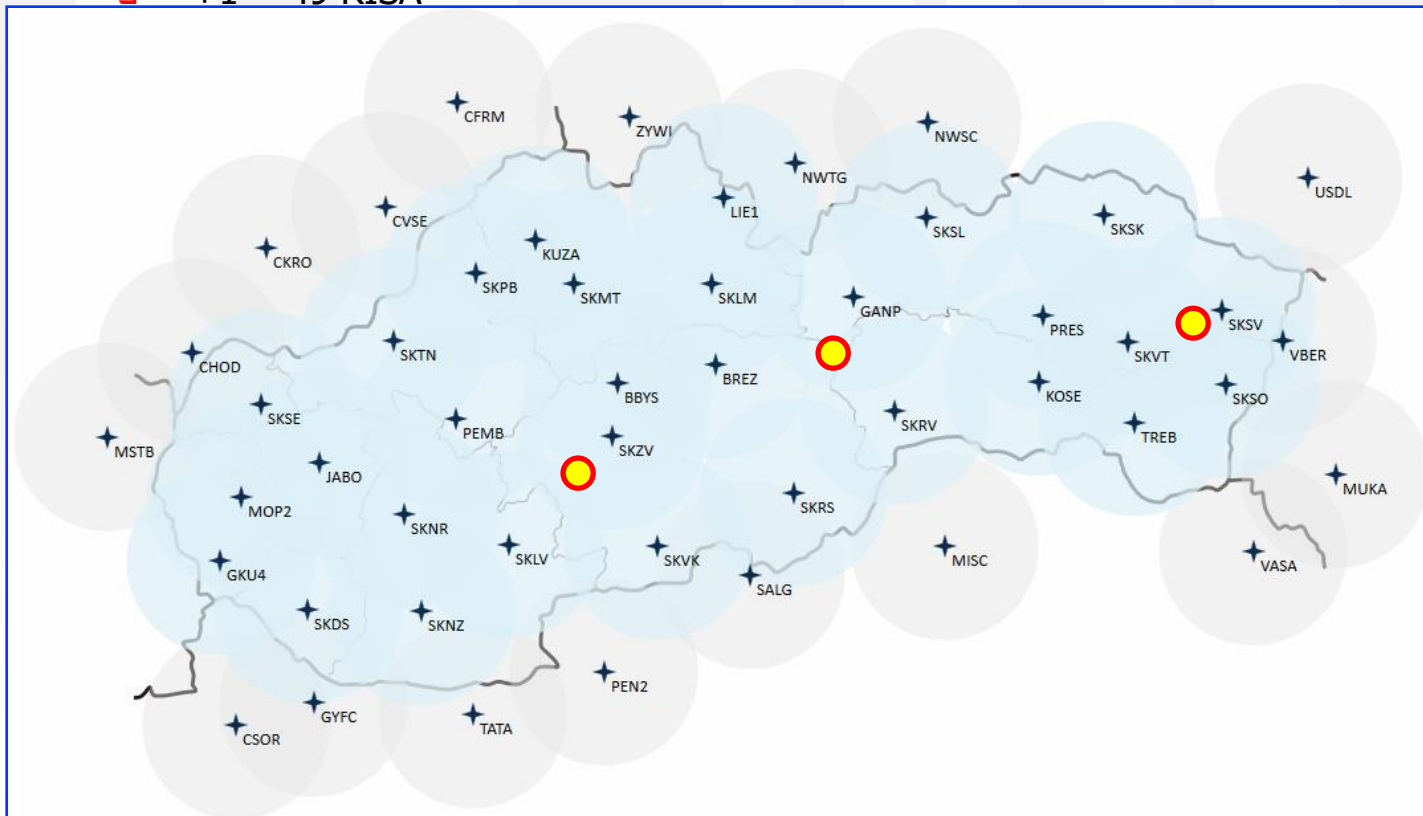 CFRM
ZYWI
NWSC
NWTG
USDL
LIE1
CVSE
SKSL
SKSK
CKRO
KUZA
SKPB
SKMT
SKLM
GANP
PRES
SKSV
SKTN
SKVT
VBER
CHOD
BREZ
BBYS
KOSE
SKSO
SKSE
PEMB
SKRV
TREB
MSTB
SKZV
JABO
MUKA
MOP2
SKRS
SKNR
SKLV
SKVK
MISC
VASA
GKU4
SALG
SKDS
SKNZ
PEN2
GYFC
TATA
CSOR